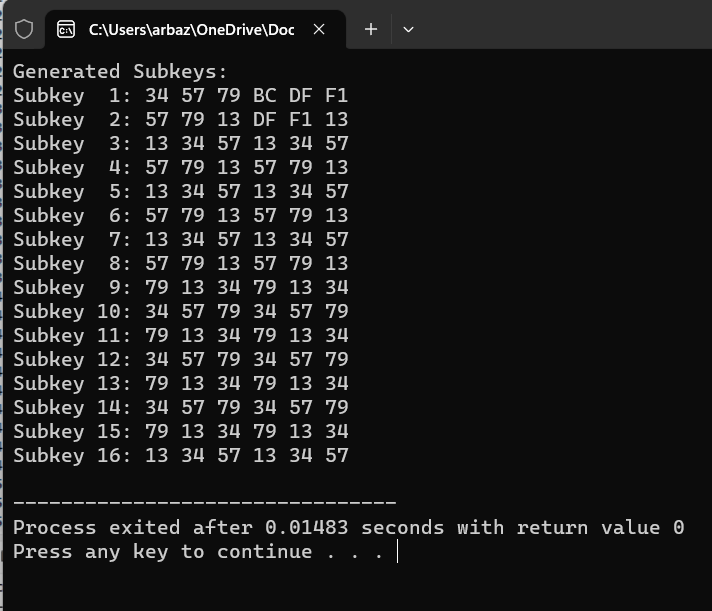 C:\Users\arbaz\OneDrive\Doc
Generated Subkeys:
Subkey  1: 34 57 79 BC DF F1
Subkey  2: 57 79 13 DF F1 13
Subkey  3: 13 34 57 13 34 57
Subkey  4: 57 79 13 57 79 13
Subkey  5: 13 34 57 13 34 57
Subkey  6: 57 79 13 57 79 13
Subkey  7: 13 34 57 13 34 57
Subkey  8: 57 79 13 57 79 13
Subkey  9: 79 13 34 79 13 34
Subkey 10: 34 57 79 34 57 79
Subkey 11: 79 13 34 79 13 34
Subkey 12: 34 57 79 34 57 79
Subkey 13: 79 13 34 79 13 34
Subkey 14: 34 57 79 34 57 79
Subkey 15: 79 13 34 79 13 34
Subkey 16: 13 34 57 13 34 57
--------------------------------
Process exited after 0.01483 seconds with return value 0
Press any key to continue . . .